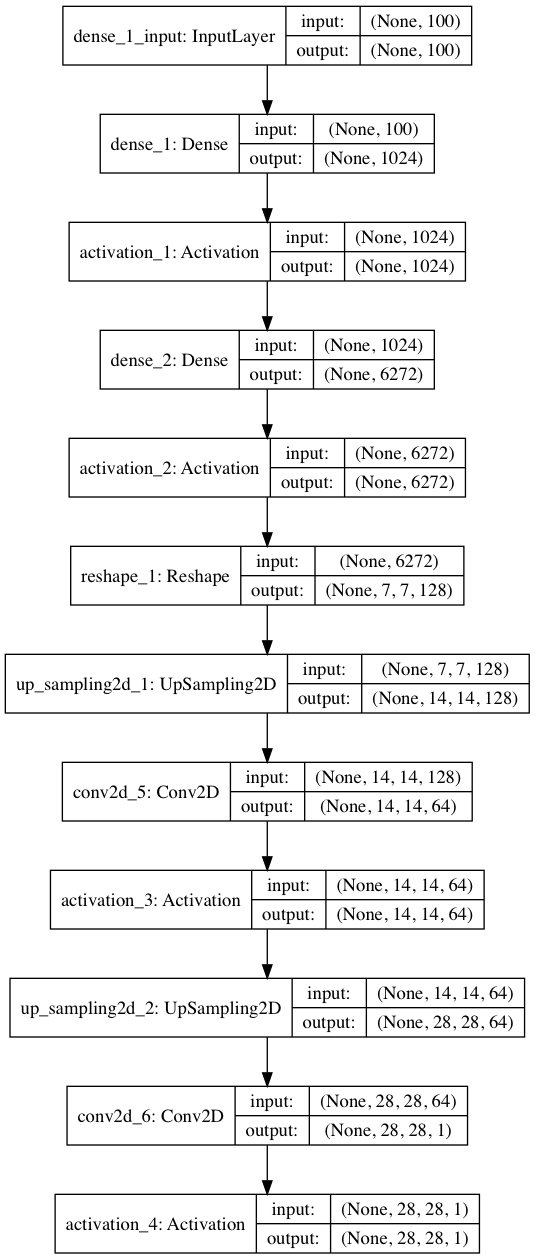 dense_1_input: InputLayer
input: (None, 100)
output: (None, 100)
dense_1: Dense
input: (None, 100)
output: (None, 1024)
activation_1: Activation
input: (None, 1024)
output: (None, 1024)
dense_2: Dense
input: (None, 1024)
output: (None, 6272)
activation_2: Activation
input: (None, 6272)
output: (None, 6272)
reshape_1: Reshape
input: (None, 6272)
output: (None, 7, 7, 128)
up_sampling2d_1: UpSampling2D
input: (None, 7, 7, 128)
output: (None, 14, 14, 128)
conv2d_5: Conv2D
input: (None, 14, 14, 128)
output: (None, 14, 14, 64)
activation_3: Activation
input: (None, 14, 14, 64)
output: (None, 14, 14, 64)
up_sampling2d_2: UpSampling2D
input: (None, 14, 14, 64)
output: (None, 28, 28, 64)
conv2d_6: Conv2D
input: (None, 28, 28, 64)
output: (None, 28, 28, 1)
activation_4: Activation
input: (None, 28, 28, 1)
output: (None, 28, 28, 1)